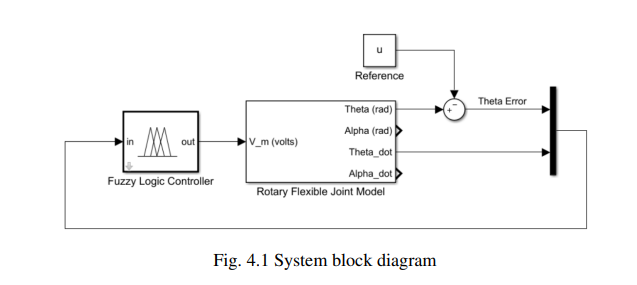 u
Reference
Theta (rad)
Theta Error
+
-
Alpha (rad)
in
out
V_m (volts)
Theta_dot
Alpha_dot
Fuzzy Logic Controller
Rotary Flexible Joint Model
Fig. 4.1 System block diagram